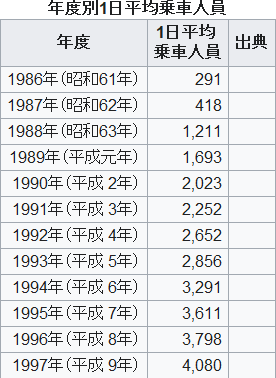 年度別1日平均乗車人員
年度 1日平均 乗車人員 出典
1986年(昭和61年) 291
1987年(昭和62年) 418
1988年(昭和63年) 1,211
1989年(平成元年) 1,693
1990年(平成 2年) 2,023
1991年(平成 3年) 2,252
1992年(平成 4年) 2,652
1993年(平成 5年) 2,856
1994年(平成 6年) 3,291
1995年(平成 7年) 3,611
1996年(平成 8年) 3,798
1997年(平成 9年) 4,080